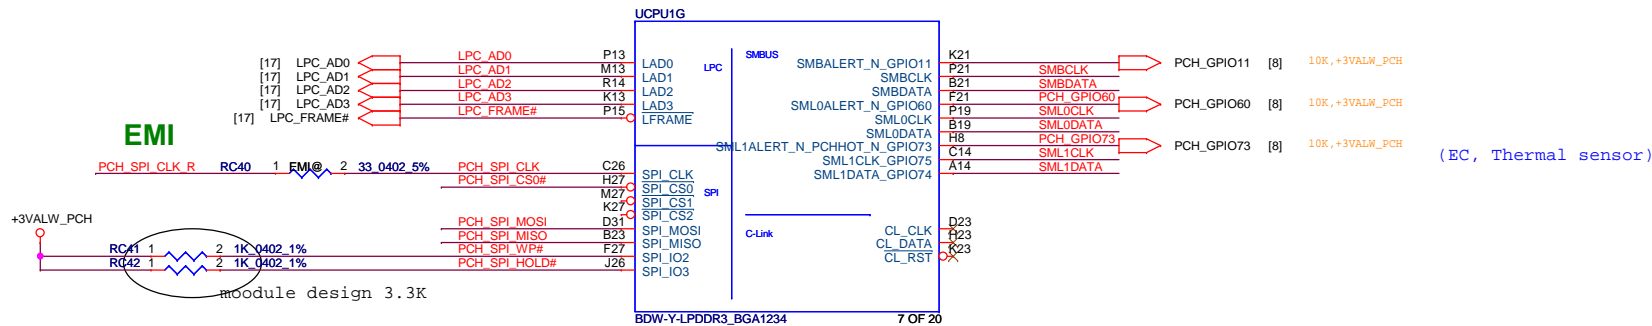 UCPU1G
[17] LPC_AD0 LPC_AD0 P13 LAD0 LPC SMBUS SMBALERT_N_GPIO11 K21 PCH_GPIO11 [8] 10K,+3VALW_PCH
[17] LPC_AD1 LPC_AD1 M13 LAD1 SMBCLK P21 SMBCLK
[17] LPC_AD2 LPC_AD2 R14 LAD2 SMBDATA B21 SMBDATA
[17] LPC_AD3 LPC_AD3 K13 LAD3 SML0ALERT_N_GPIO60 F21 PCH_GPIO60 PCH_GPIO60 [8] 10K,+3VALW_PCH
[17] LPC_FRAME# LPC_FRAME# P15 LFRAME SML0CLK P19 SML0CLK
SML0DATA B19 SML0DATA
EMI
SML1ALERT_N_PCHHOT_N_GPIO73 H8 PCH_GPIO73 PCH_GPIO73 [8] 10K,+3VALW_PCH
SML1CLK_GPIO75 C14 SML1CLK (EC, Thermal sensor)
PCH_SPI_CLK_R RC40 1 EMI@ 2 33_0402_5% PCH_SPI_CLK C26 SPI_CLK SML1DATA_GPIO74 A14 SML1DATA
PCH_SPI_CS0# H27 SPI_CS0 SPI
M27 SPI_CS1
K27 SPI_CS2
+3VALW_PCH
PCH_SPI_MOSI D31 SPI_MOSI C-Link CL_CLK D23
PCH_SPI_MISO B23 SPI_MISO CL_DATA H23
RC41 1 2 1K_0402_1% PCH_SPI_WP# F27 SPI_IO2 CL_RST K23
RC42 1 2 1K_0402_1% PCH_SPI_HOLD# J26 SPI_IO3
moodule design 3.3K
BDW-Y-LPDDR3_BGA1234 7 OF 20